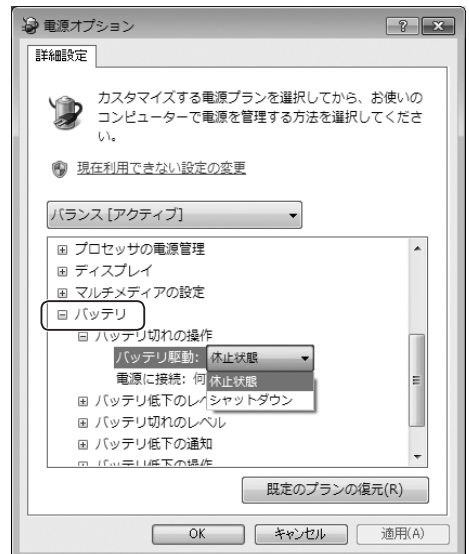 電源オプション
詳細設定
カスタマイズする電源プランを選択してから、お使いの
コンピューターで電源を管理する方法を選択してくださ
い。
現在利用できない設定の変更
バランス [アクティブ]
プロセッサの電源管理
ディスプレイ
マルチメディアの設定
バッテリ
バッテリ切れの操作
バッテリ駆動: 休止状態
電源に接続: 何
休止状態
シャットダウン
バッテリ低下のレベ
バッテリ切れのレベル
バッテリ低下の通知
バッテリ低下の操作
既定のプランの復元(R)
OK キャンセル 適用(A)